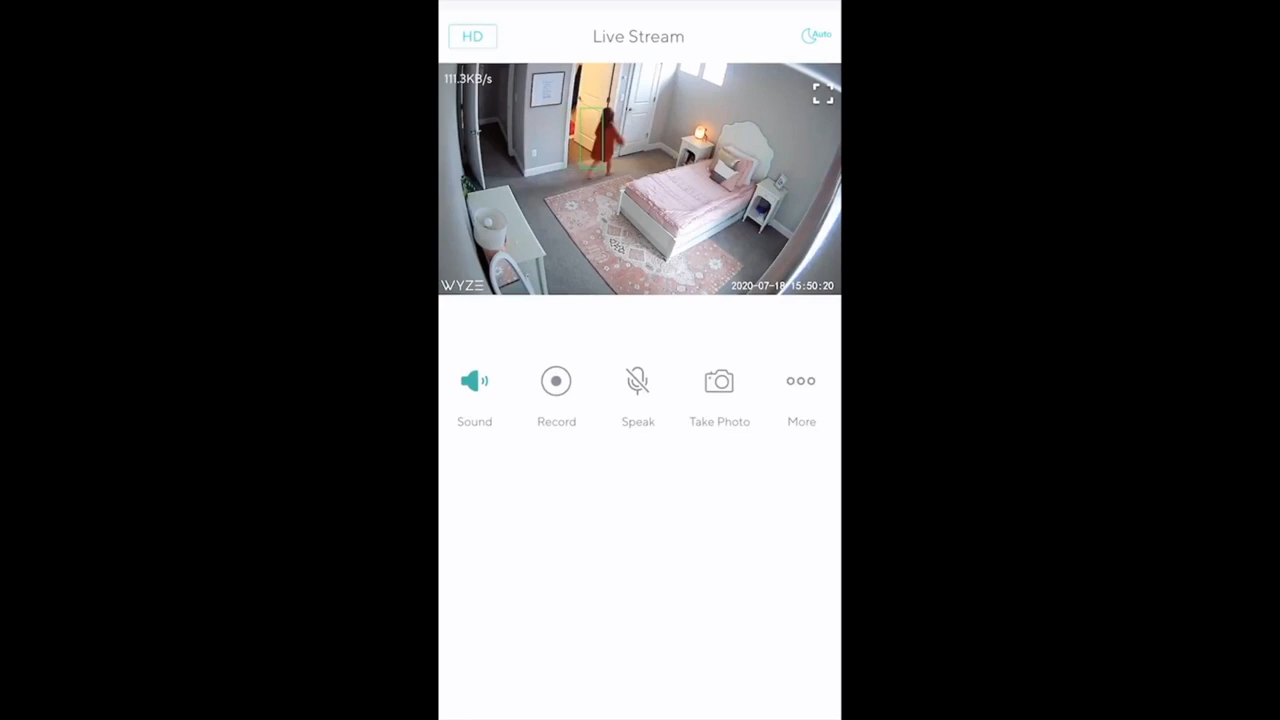 HD
Live Stream
Auto
111.3KB/s
WYZE
2020-07-18 15:50:20
Sound
Record
Speak
Take Photo
More